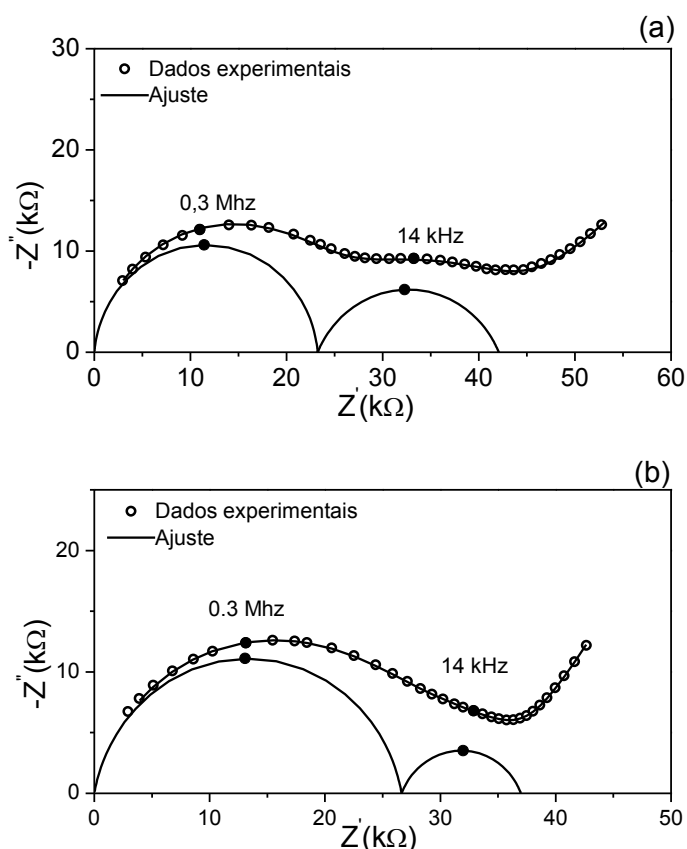 (a)
30
20
10
0
-Z"(kΩ)
Dados experimentais
Ajuste
0,3 Mhz
14 kHz
0 10 20 30 40 50 60
Z'(kΩ)
(b)
20
10
0
-Z"(kΩ)
Dados experimentais
Ajuste
0.3 Mhz
14 kHz
0 10 20 30 40 50
Z'(kΩ)